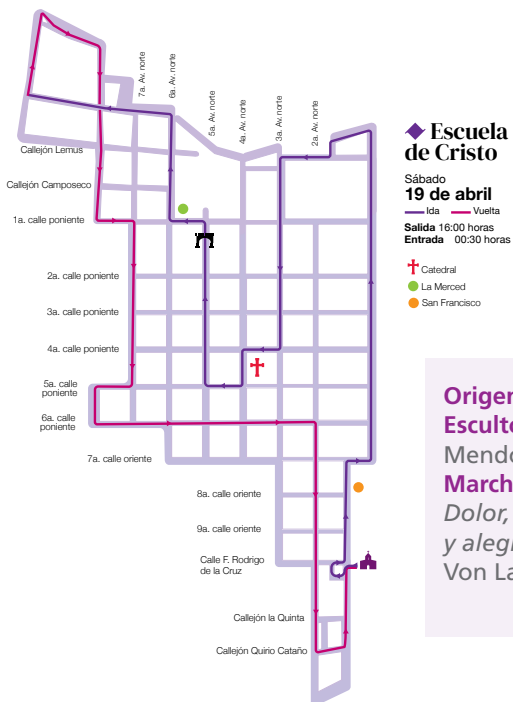 7a. Av. norte
6a. Av. norte
5a. Av. norte
4a. Av. norte
3a. Av. norte
2a. Av. norte
Callejón Lemus
Callejón Camposeco
1a. calle poniente
2a. calle poniente
3a. calle poniente
4a. calle poniente
5a. calle
poniente
6a. calle
poniente
7a. calle oriente
8a. calle oriente
9a. calle oriente
Calle F. Rodrigo
de la Cruz
Callejón la Quinta
Callejón Quirio Cataño
Escuela
de Cristo
Sábado
19 de abril
Ida Vuelta
Salida 16:00 horas
Entrada 00:30 horas
Catedral
La Merced
San Francisco
Dolor,
y alegr
Von La